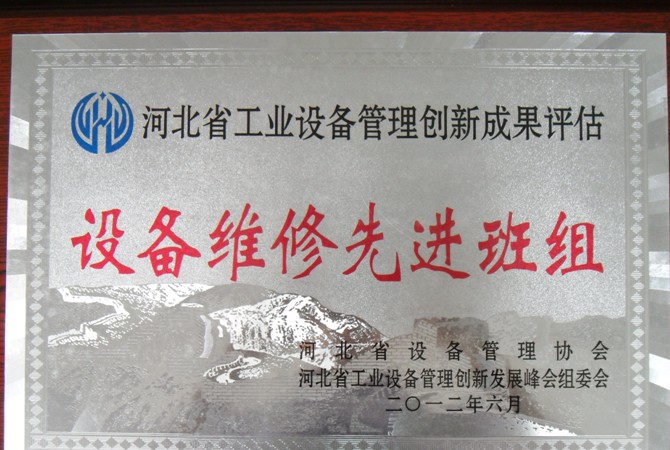 河北省工业设备管理创新成果评估
设备维修先进班组
河北省设备管理协会
河北省工业设备管理创新发展峰会组委会
二〇一二年六月